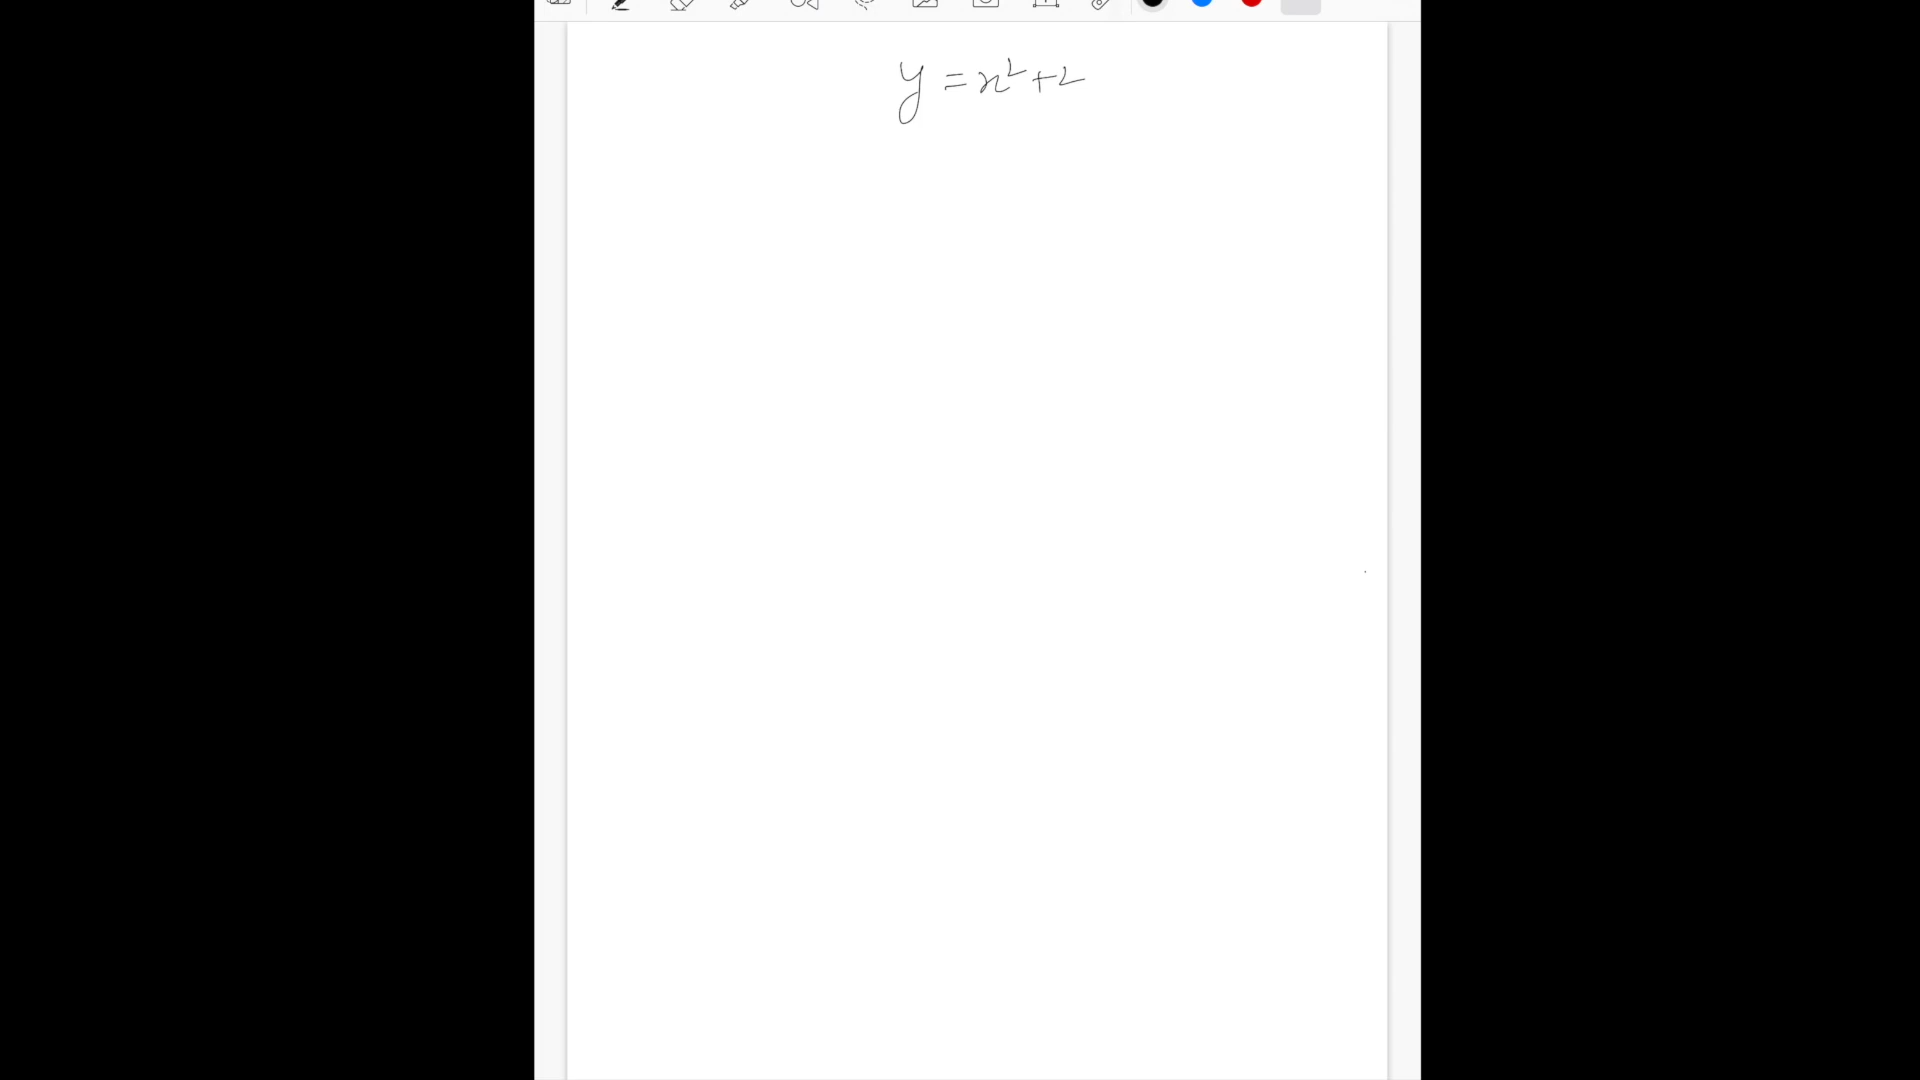 y = x² + 2